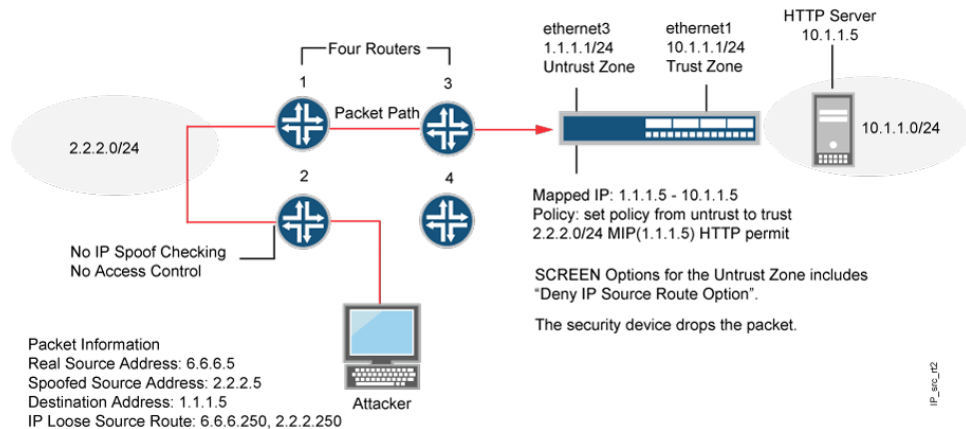 Four Routers
1
3
Packet Path
2.2.2.0/24
2
4
No IP Spoof Checking
No Access Control
Attacker
Packet Information
Real Source Address: 6.6.6.5
Spoofed Source Address: 2.2.2.5
Destination Address: 1.1.1.5
IP Loose Source Route: 6.6.6.250, 2.2.2.250
ethernet3
1.1.1.1/24
Untrust Zone
ethernet1
10.1.1.1/24
Trust Zone
HTTP Server
10.1.1.5
10.1.1.0/24
Mapped IP: 1.1.1.5 - 10.1.1.5
Policy: set policy from untrust to trust
2.2.2.0/24 MIP(1.1.1.5) HTTP permit
SCREEN Options for the Untrust Zone includes
“Deny IP Source Route Option”.
The security device drops the packet.
IP_src_rt2